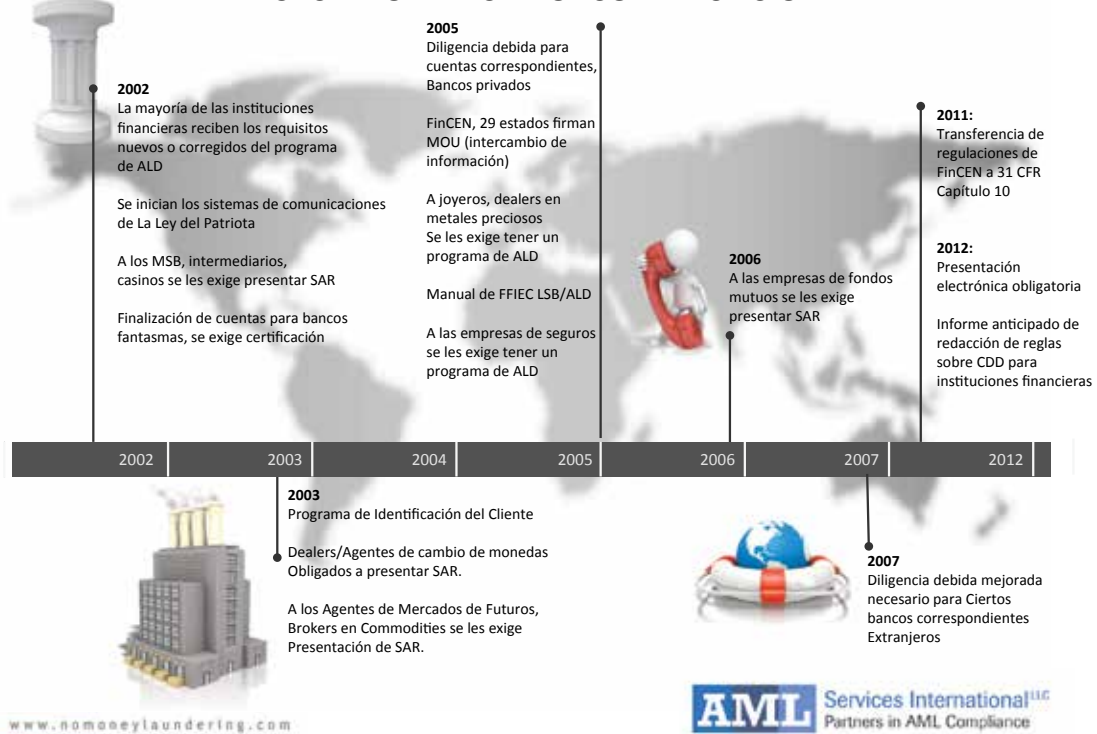 2002
La mayoría de las instituciones
financieras reciben los requisitos
nuevos o corregidos del programa
de ALD
Se inician los sistemas de comunicaciones
de La Ley del Patriota
A los MSB, intermediarios,
casinos se les exige presentar SAR
Finalización de cuentas para bancos
fantasmas, se exige certificación
2005
Diligencia debida para
cuentas correspondientes,
Bancos privados
FinCEN, 29 estados firman
MOU (intercambio de
información)
A joyeros, dealers en
metales preciosos
Se les exige tener un
programa de ALD
Manual de FFIEC LSB/ALD
A las empresas de seguros
se les exige tener un
programa de ALD
2006
A las empresas de fondos
mutuos se les exige
presentar SAR
2011:
Transferencia de
regulaciones de
FinCEN a 31 CFR
Capítulo 10
2012:
Presentación
electrónica obligatoria
Informe anticipado de
redacción de reglas
sobre CDD para
instituciones financieras
2002
2003
2004
2005
2006
2007
2012
2003
Programa de Identificación del Cliente
Dealers/Agentes de cambio de monedas
Obligados a presentar SAR.
A los Agentes de Mercados de Futuros,
Brokers en Commodities se les exige
Presentación de SAR.
2007
Diligencia debida mejorada
necesario para Ciertos
bancos correspondientes
Extranjeros
www.nomoneylaundering.com
AML Services International LLC
Partners in AML Compliance